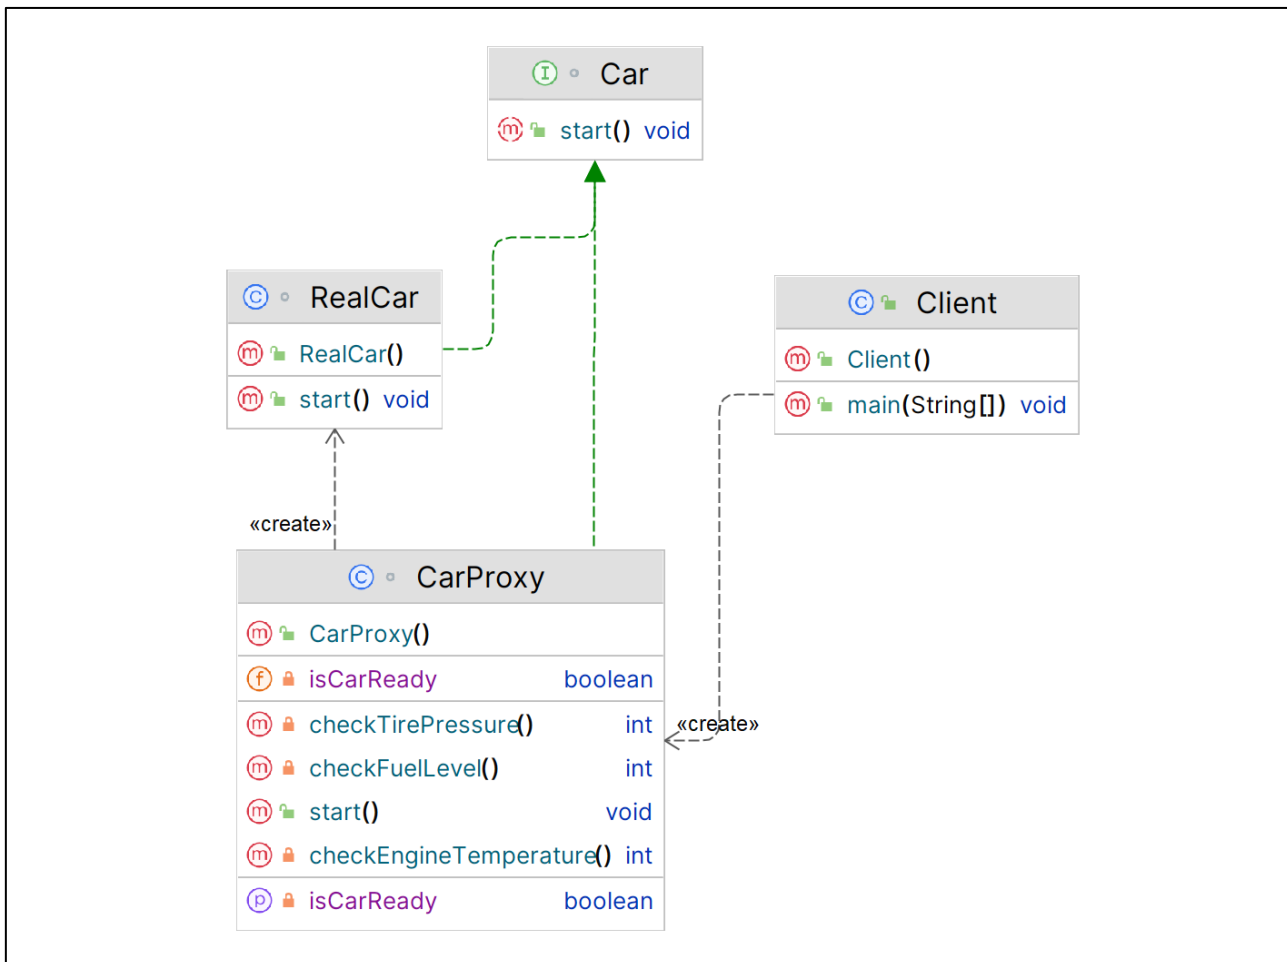 I Car
m start() void
C RealCar
m RealCar()
m start() void
C Client
m Client()
m main(String[]) void
«create»
C CarProxy
m CarProxy()
f isCarReady boolean
m checkTirePressure() int
«create»
m checkFuelLevel() int
m start() void
m checkEngineTemperature() int
p isCarReady boolean